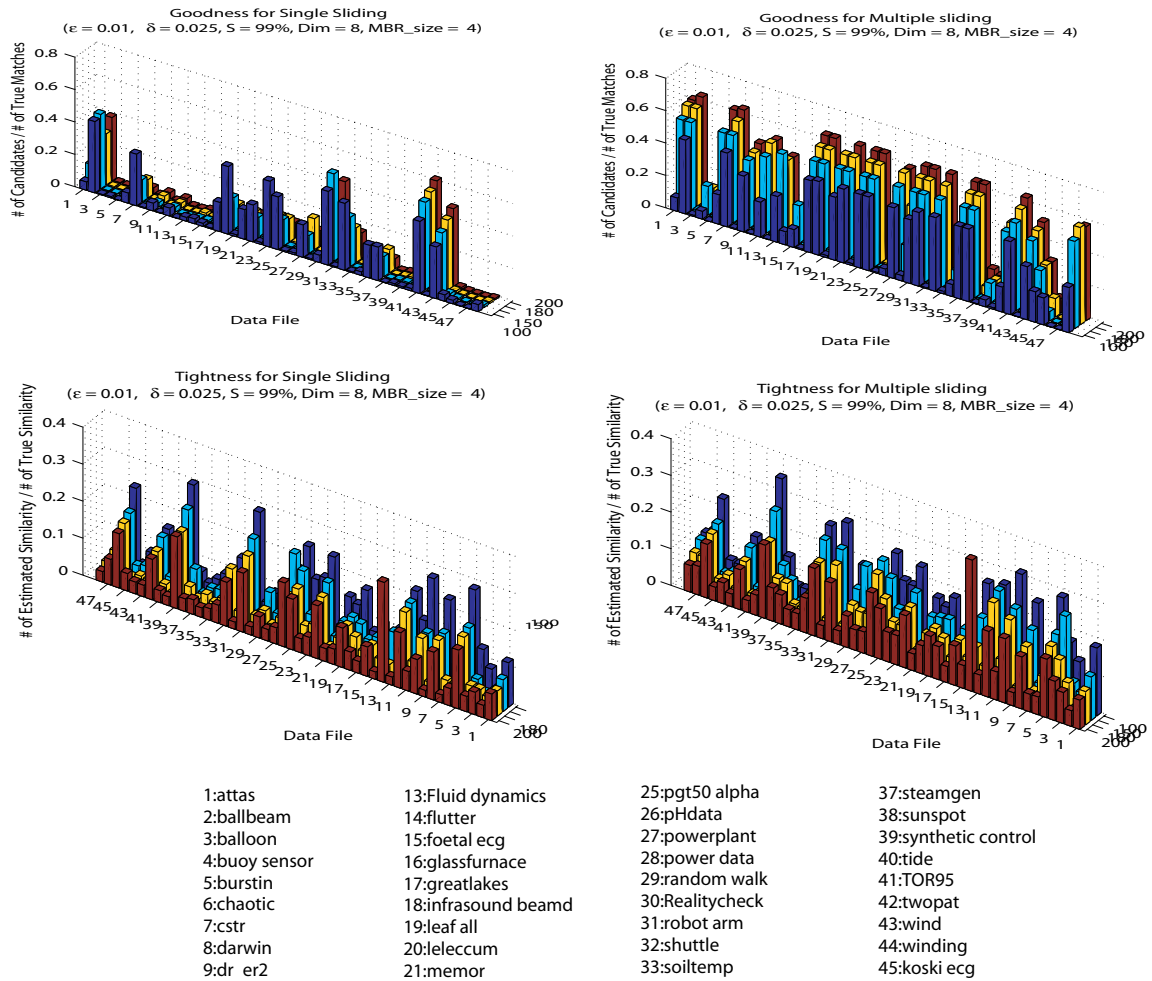 Goodness for Single Sliding
(ε = 0.01, δ = 0.025, S = 99%, Dim = 8, MBR_size = 4)
# of Candidates / # of True Matches
0.8
0.6
0.4
0.2
0
1 3 5 7 9 11 13 15 17 19 21 23 25 27 29 31 33 35 37 39 41 43 45 47
200
180
150
100
Data File
Goodness for Multiple sliding
(ε = 0.01, δ = 0.025, S = 99%, Dim = 8, MBR_size = 4)
# of Candidates / # of True Matches
0.8
0.6
0.4
0.2
0
1 3 5 7 9 11 13 15 17 19 21 23 25 27 29 31 33 35 37 39 41 43 45 47
200
180
150
100
Data File
Tightness for Single Sliding
(ε = 0.01, δ = 0.025, S = 99%, Dim = 8, MBR_size = 4)
# of Estimated Similarity / # of True Similarity
0.4
0.3
0.2
0.1
0
47 45 43 41 39 37 35 33 31 29 27 25 23 21 19 17 15 13 11 9 7 5 3 1
100
150
180
200
Data File
Tightness for Multiple sliding
(ε = 0.01, δ = 0.025, S = 99%, Dim = 8, MBR_size = 4)
# of Estimated Similarity / # of True Similarity
0.4
0.3
0.2
0.1
0
47 45 43 41 39 37 35 33 31 29 27 25 23 21 19 17 15 13 11 9 7 5 3 1
100
150
180
200
Data File
1:attas
2:ballbeam
3:balloon
4:buoy sensor
5:burstin
6:chaotic
7:cstr
8:darwin
9:dr er2
13:Fluid dynamics
14:flutter
15:foetal ecg
16:glassfurnace
17:greatlakes
18:infrasound beamd
19:leaf all
20:leleccum
21:memor
25:pgt50 alpha
26:pHdata
27:powerplant
28:power data
29:random walk
30:Realitycheck
31:robot arm
32:shuttle
33:soiltemp
37:steamgen
38:sunspot
39:synthetic control
40:tide
41:TOR95
42:twopat
43:wind
44:winding
45:koski ecg